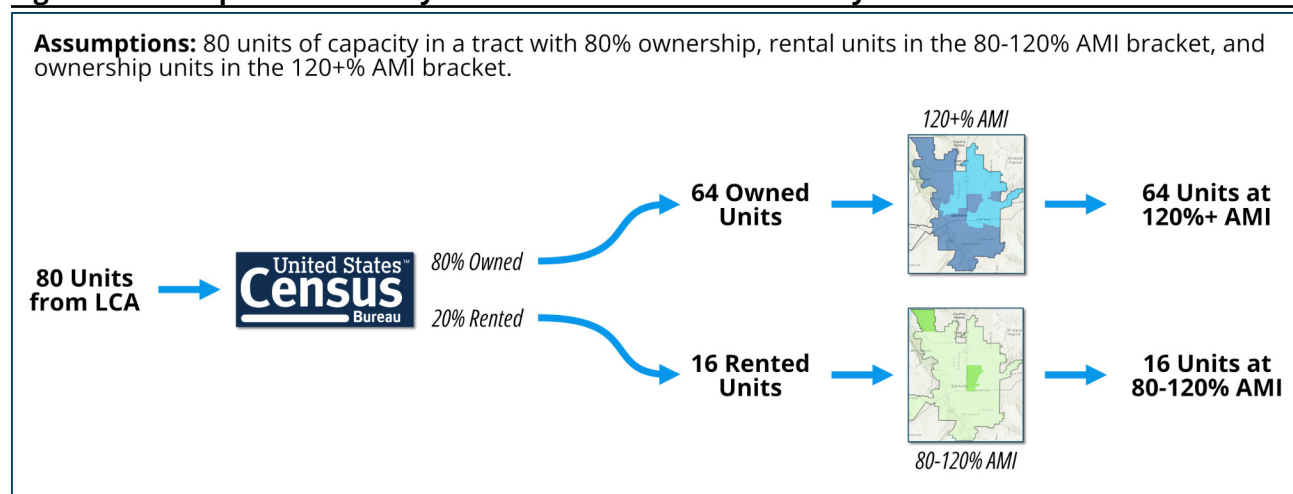 Assumptions: 80 units of capacity in a tract with 80% ownership, rental units in the 80-120% AMI bracket, and
ownership units in the 120+% AMI bracket.
120+% AMI
64 Owned
Units
64 Units at
120%+ AMI
80 Units
from LCA
United States™
Census
Bureau
80% Owned
20% Rented
16 Rented
Units
16 Units at
80-120% AMI
80-120% AMI